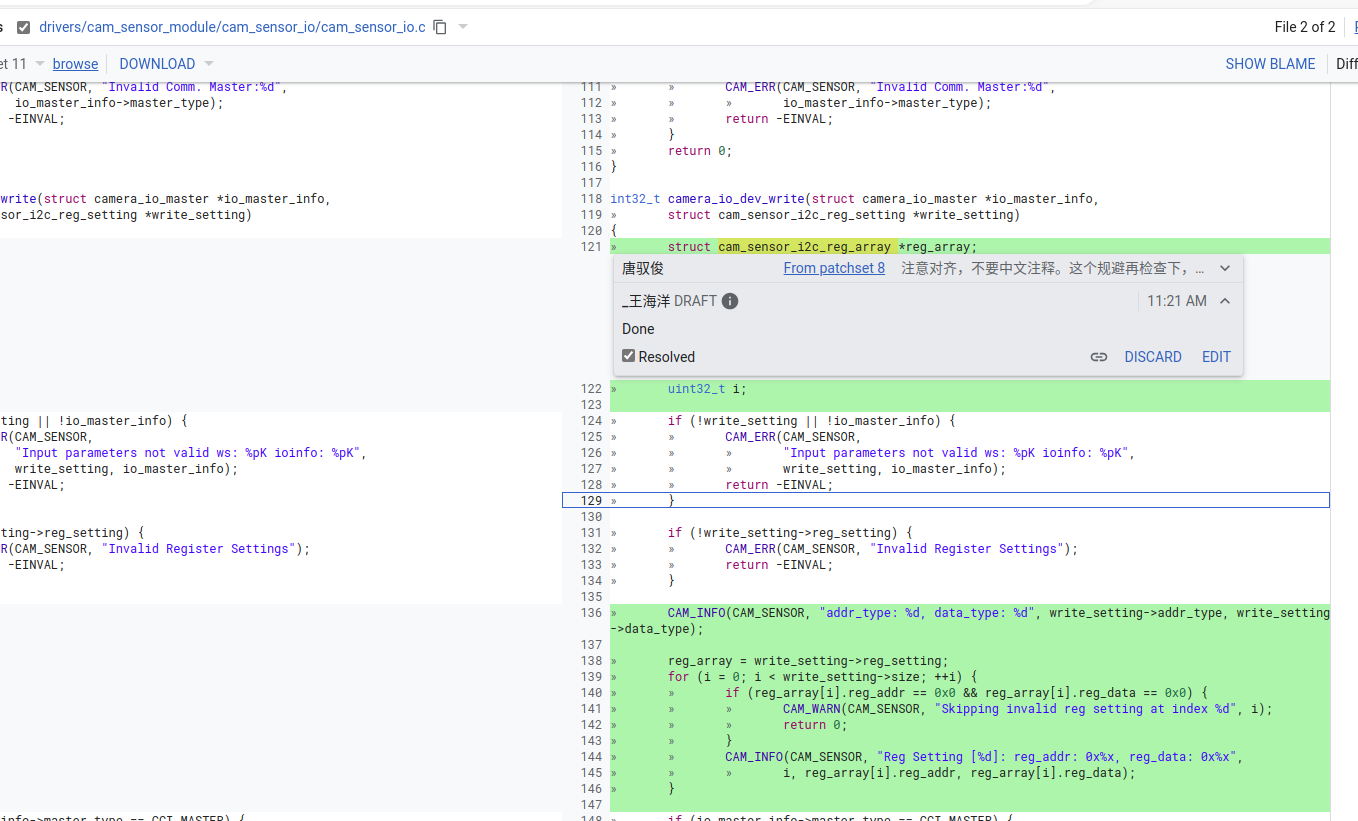 s drivers/cam_sensor_module/cam_sensor_io/cam_sensor_io.c File 2 of 2
et 11 browse DOWNLOAD SHOW BLAME Diff
R(CAM_SENSOR, "Invalid Comm. Master:%d", 111 » » CAM_ERR(CAM_SENSOR, "Invalid Comm. Master:%d",
io_master_info->master_type); 112 » » » io_master_info->master_type);
-EINVAL; 113 » » return -EINVAL;
114 » }
115 » return 0;
116 }
117
write(struct camera_io_master *io_master_info, 118 int32_t camera_io_dev_write(struct camera_io_master *io_master_info,
sor_i2c_reg_setting *write_setting) 119 » struct cam_sensor_i2c_reg_setting *write_setting)
120 {
121 » struct cam_sensor_i2c_reg_array *reg_array;
唐驭俊 From patchset 8 注意对齐，不要中文注释。这个规避再检查下，...
_王海洋 DRAFT 11:21 AM
Done
Resolved DISCARD EDIT
122 » uint32_t i;
123
ting || !io_master_info) { 124 » if (!write_setting || !io_master_info) {
R(CAM_SENSOR, 125 » » CAM_ERR(CAM_SENSOR,
"Input parameters not valid ws: %pK ioinfo: %pK", 126 » » » "Input parameters not valid ws: %pK ioinfo: %pK",
write_setting, io_master_info); 127 » » » write_setting, io_master_info);
-EINVAL; 128 » » return -EINVAL;
129 » }
130
ting->reg_setting) { 131 » if (!write_setting->reg_setting) {
R(CAM_SENSOR, "Invalid Register Settings"); 132 » » CAM_ERR(CAM_SENSOR, "Invalid Register Settings");
-EINVAL; 133 » » return -EINVAL;
134 » }
135
136 » CAM_INFO(CAM_SENSOR, "addr_type: %d, data_type: %d", write_setting->addr_type, write_setting
->data_type);
137
138 » reg_array = write_setting->reg_setting;
139 » for (i = 0; i < write_setting->size; ++i) {
140 » » if (reg_array[i].reg_addr == 0x0 && reg_array[i].reg_data == 0x0) {
141 » » » CAM_WARN(CAM_SENSOR, "Skipping invalid reg setting at index %d", i);
142 » » » return 0;
143 » » }
144 » » CAM_INFO(CAM_SENSOR, "Reg Setting [%d]: reg_addr: 0x%x, reg_data: 0x%x",
145 » » » i, reg_array[i].reg_addr, reg_array[i].reg_data);
146 » }
147
info->master_type == CCI_MASTER) { 148 » if (io_master_info->master_type == CCI_MASTER) {